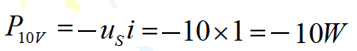 P₁₀V = −uₛi = −10×1 = −10W